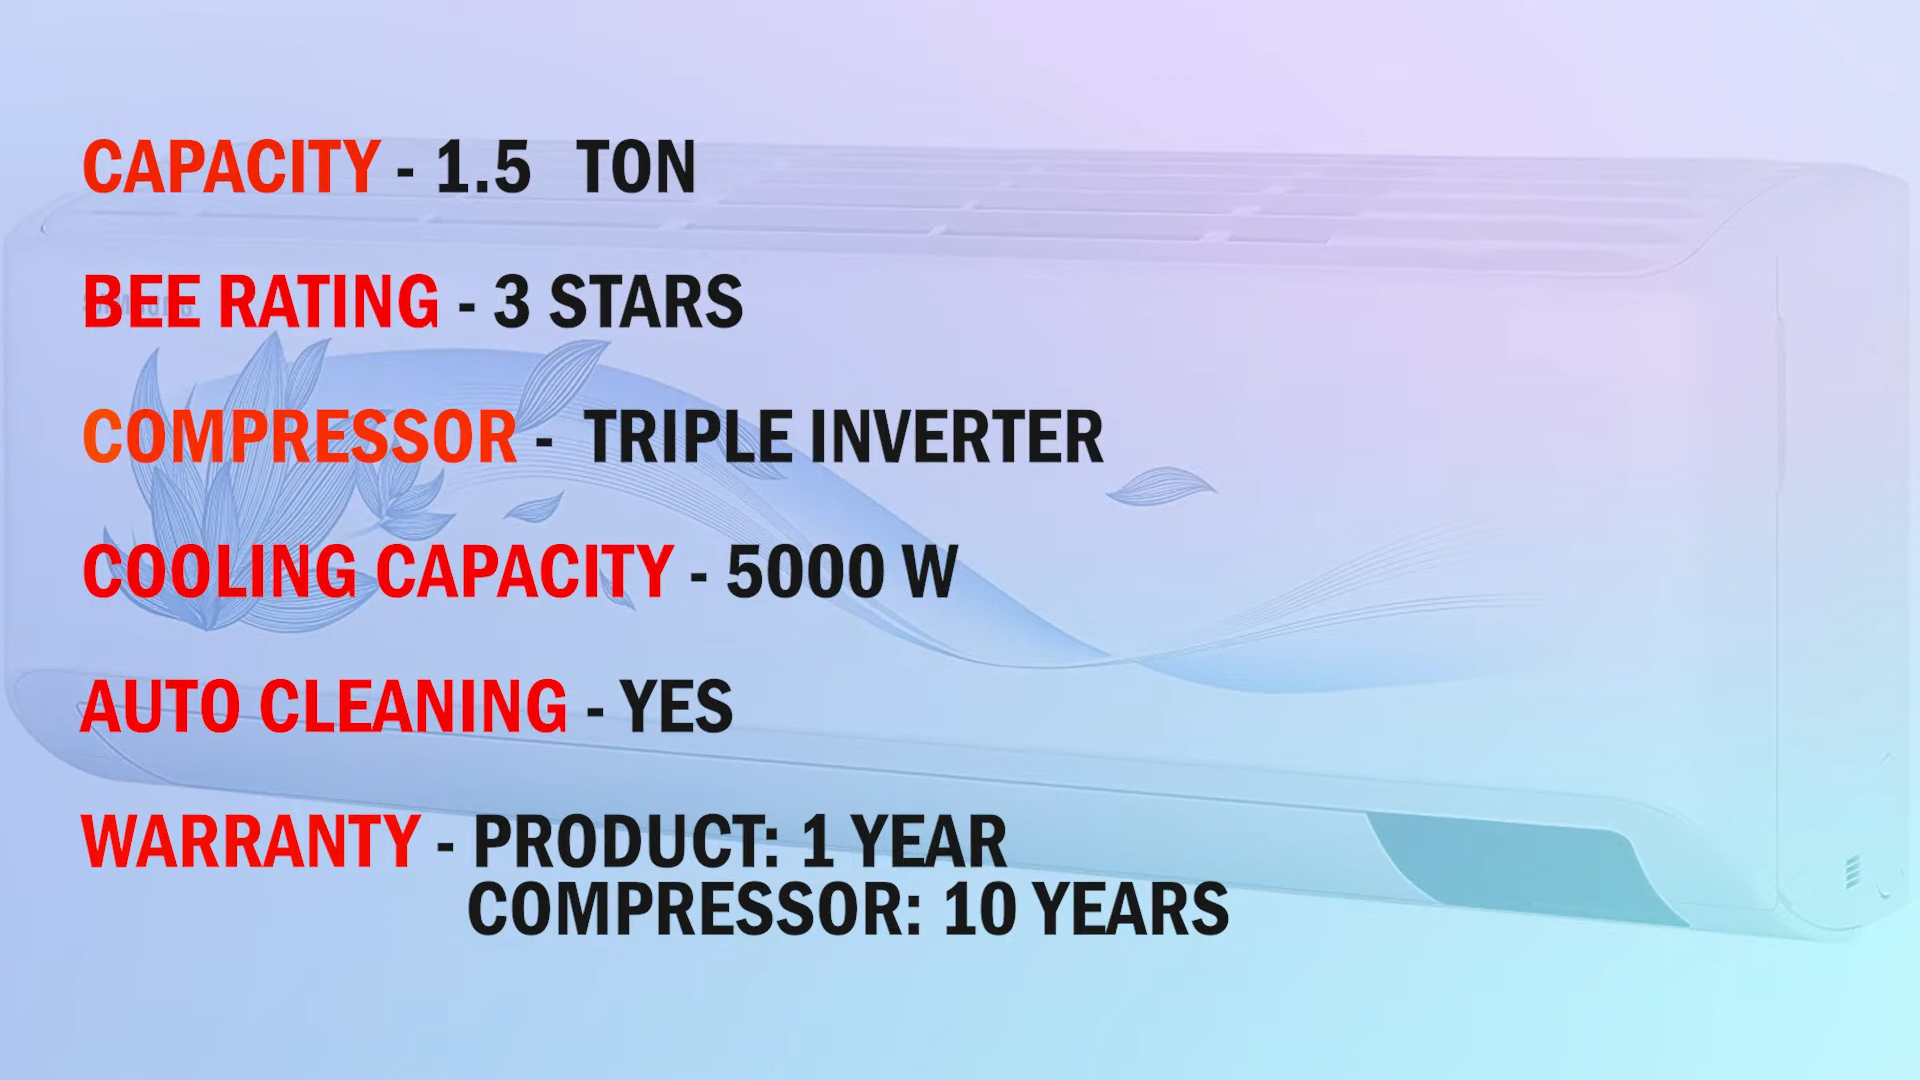 CAPACITY - 1.5 TON
BEE RATING - 3 STARS
COMPRESSOR - TRIPLE INVERTER
COOLING CAPACITY - 5000 W
AUTO CLEANING - YES
WARRANTY - PRODUCT: 1 YEAR
COMPRESSOR: 10 YEARS